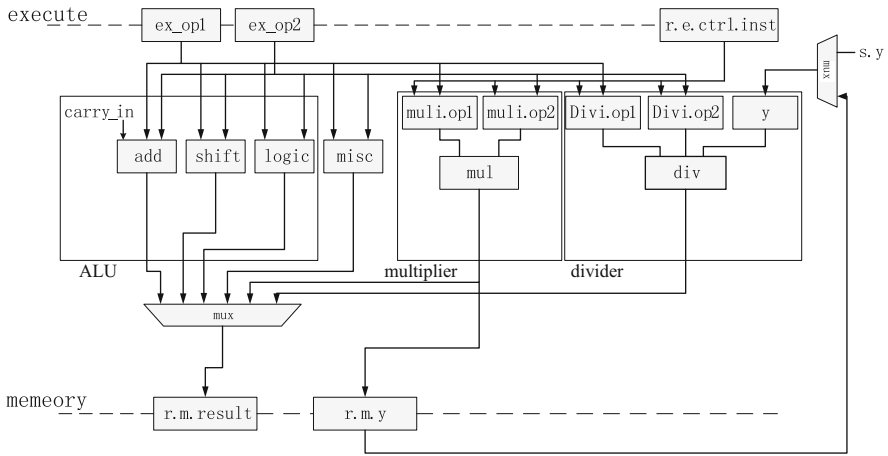 execute
ex_op1
ex_op2
r.e.ctrl.inst
s.y
mux
carry_in
muli.op1
muli.op2
Divi.op1
Divi.op2
y
add
shift
logic
misc
mul
div
ALU
multiplier
divider
mux
memeory
r.m.result
r.m.y